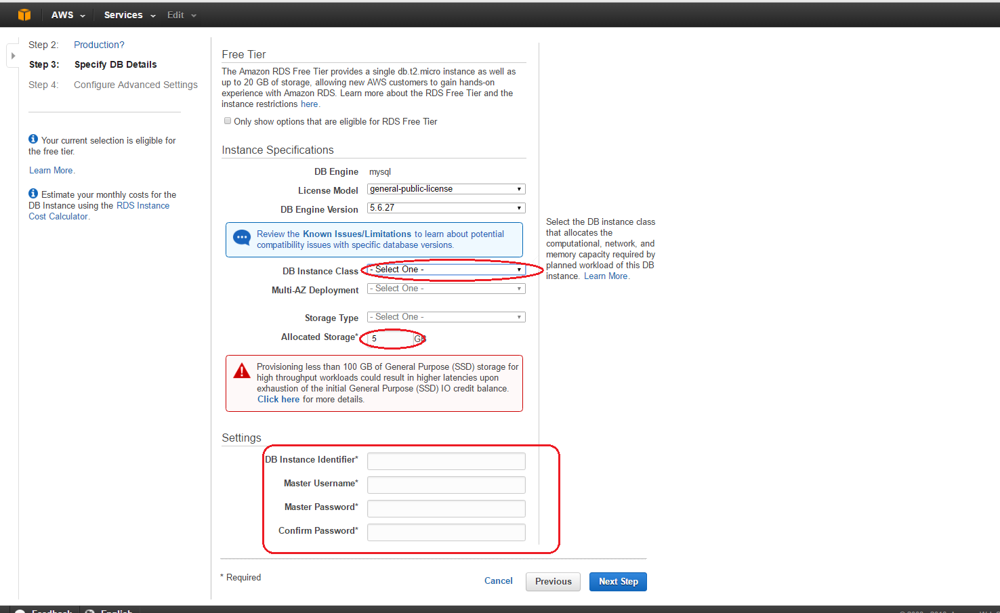 AWS Services Edit
Step 2: Production?
Step 3: Specify DB Details
Step 4: Configure Advanced Settings
Your current selection is eligible for
the free tier.
Learn More.
Estimate your monthly costs for the
DB Instance using the RDS Instance
Cost Calculator.
Free Tier
The Amazon RDS Free Tier provides a single db.t2.micro instance as well as
up to 20 GB of storage, allowing new AWS customers to gain hands-on
experience with Amazon RDS. Learn more about the RDS Free Tier and the
instance restrictions here.
Only show options that are eligible for RDS Free Tier
Instance Specifications
DB Engine mysql
License Model general-public-license
DB Engine Version 5.6.27
Review the Known Issues/Limitations to learn about potential
compatibility issues with specific database versions.
DB Instance Class - Select One -
Multi-AZ Deployment - Select One -
Storage Type - Select One -
Allocated Storage* 5 GB
Provisioning less than 100 GB of General Purpose (SSD) storage for
high throughput workloads could result in higher latencies upon
exhaustion of the initial General Purpose (SSD) IO credit balance.
Click here for more details.
Settings
DB Instance Identifier*
Master Username*
Master Password*
Confirm Password*
Select the DB instance class
that allocates the
computational, network, and
memory capacity required by
planned workload of this DB
instance. Learn More.
* Required
Cancel Previous Next Step
Feedback English